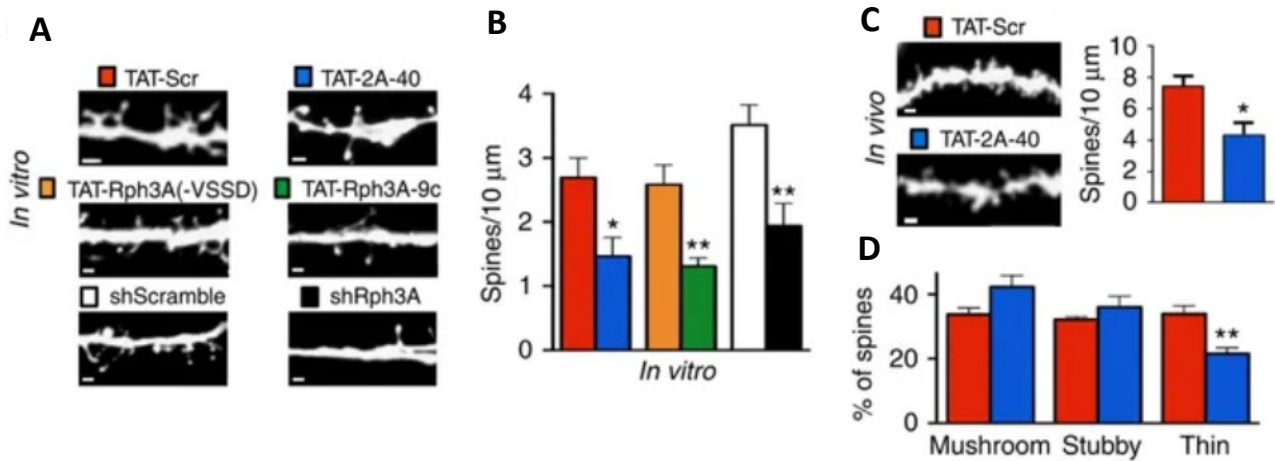 A
In vitro
TAT-Scr
TAT-2A-40
TAT-Rph3A(-VSSD)
TAT-Rph3A-9c
shScramble
shRph3A
B
Spines/10 μm
4
3
2
1
0
*
**
**
In vitro
C
In vivo
TAT-Scr
TAT-2A-40
Spines/10 μm
10
8
6
4
2
0
*
D
% of spines
40
20
0
**
Mushroom Stubby Thin